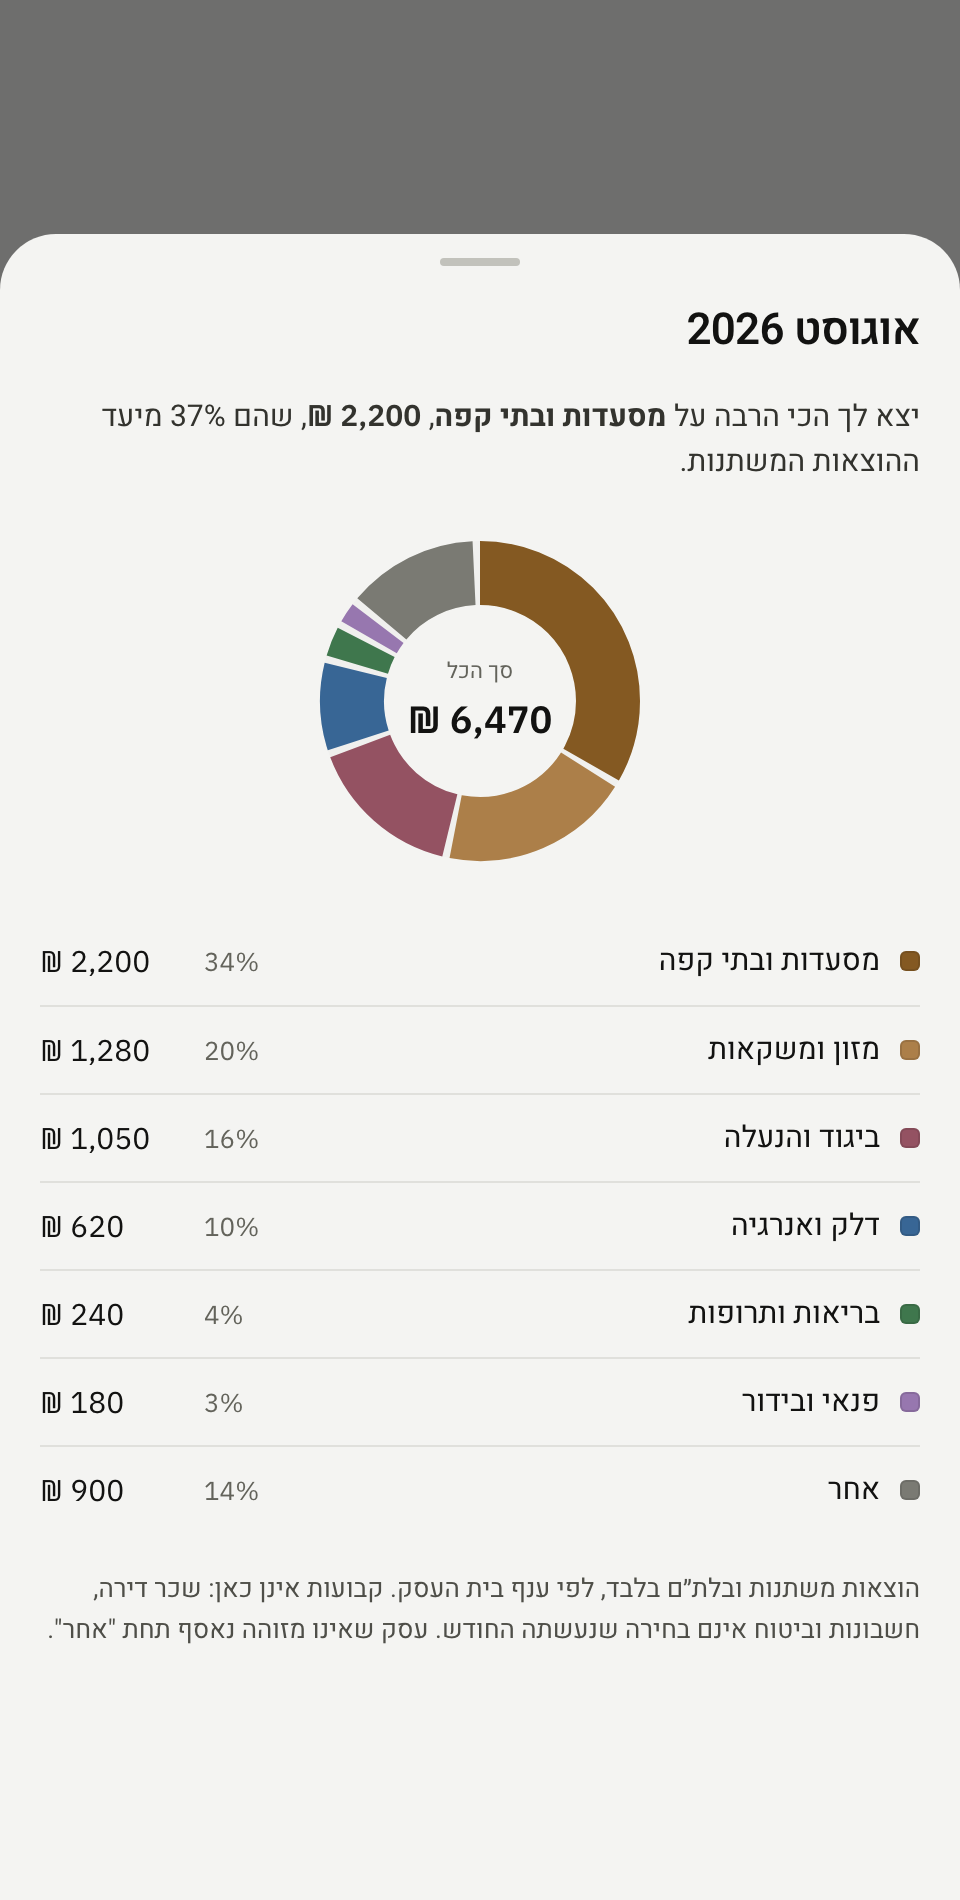 אוגוסט 2026
יצא לך הכי הרבה על מסעדות ובתי קפה, 2,200 ₪, שהם 37% מיעד
ההוצאות המשתנות.
סך הכל
6,470 ₪
מסעדות ובתי קפה 34% 2,200 ₪
מזון ומשקאות 20% 1,280 ₪
ביגוד והנעלה 16% 1,050 ₪
דלק ואנרגיה 10% 620 ₪
בריאות ותרופות 4% 240 ₪
פנאי ובידור 3% 180 ₪
אחר 14% 900 ₪
הוצאות משתנות ובלת״ם בלבד, לפי ענף בית העסק. קבועות אינן כאן: שכר דירה,
חשבונות וביטוח אינם בחירה שנעשתה החודש. עסק שאינו מזוהה נאסף תחת "אחר".